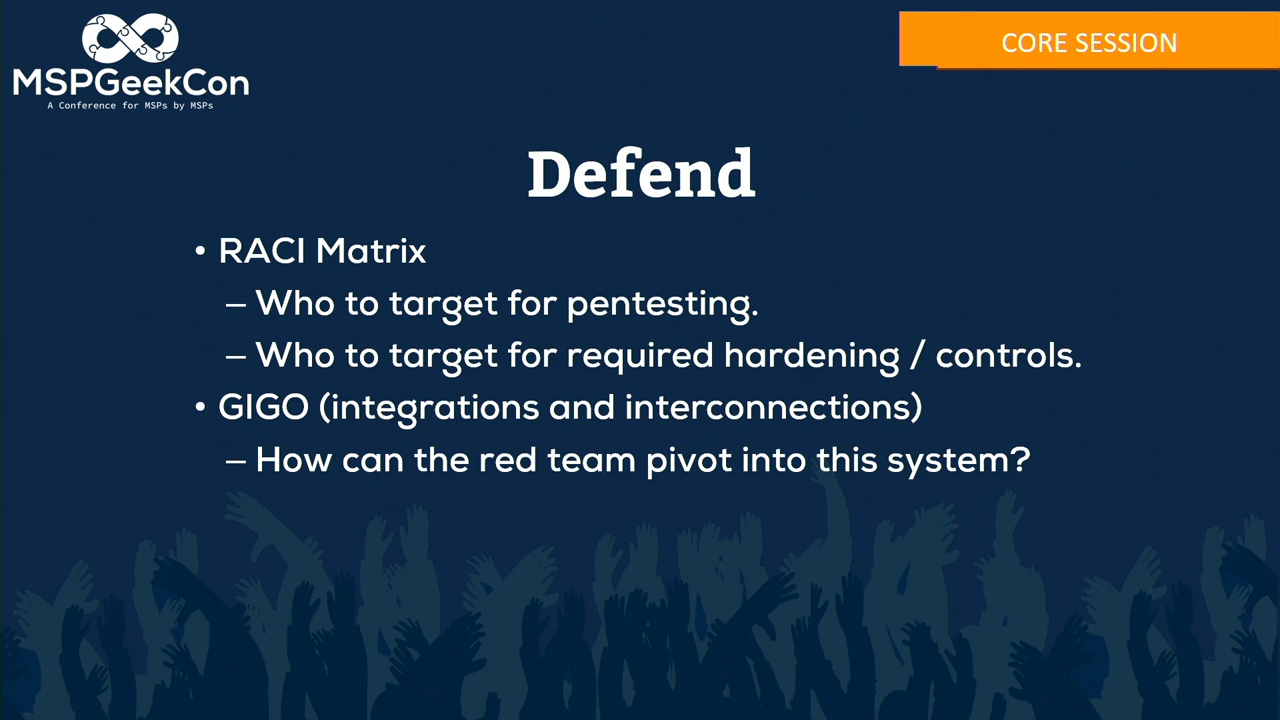 MSPGeekCon
A Conference for MSPs by MSPs
CORE SESSION
Defend
• RACI Matrix
– Who to target for pentesting.
– Who to target for required hardening / controls.
• GIGO (integrations and interconnections)
– How can the red team pivot into this system?